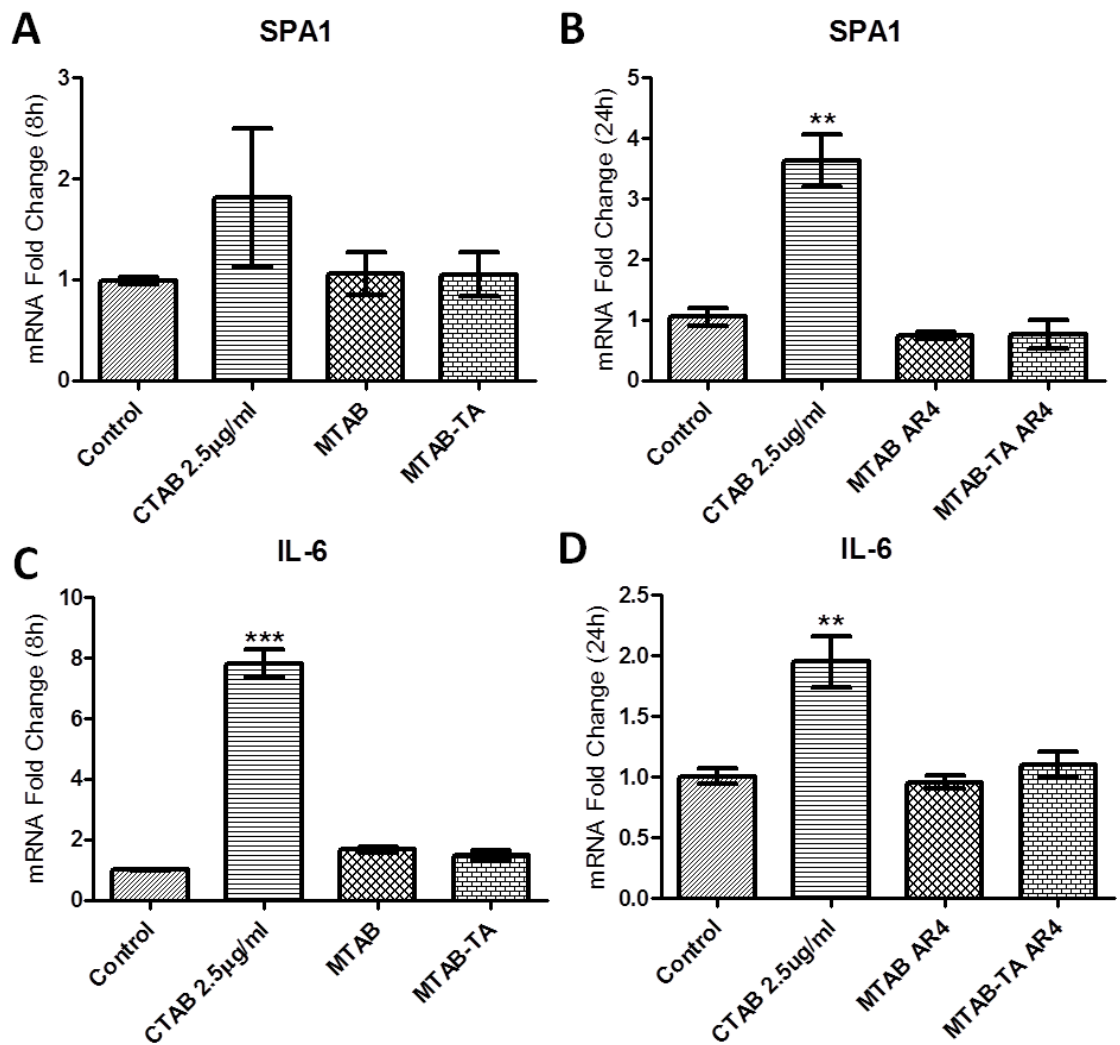 A
SPA1
mRNA Fold Change (8h)
3
2
1
0
Control
CTAB 2.5µg/ml
MTAB
MTAB-TA
B
SPA1
mRNA Fold Change (24h)
5
4
3
2
1
0
**
Control
CTAB 2.5ug/ml
MTAB AR4
MTAB-TA AR4
C
IL-6
mRNA Fold Change (8h)
10
8
6
4
2
0
***
Control
CTAB 2.5µg/ml
MTAB
MTAB-TA
D
IL-6
mRNA Fold Change (24h)
2.5
2.0
1.5
1.0
0.5
0.0
**
Control
CTAB 2.5ug/ml
MTAB AR4
MTAB-TA AR4